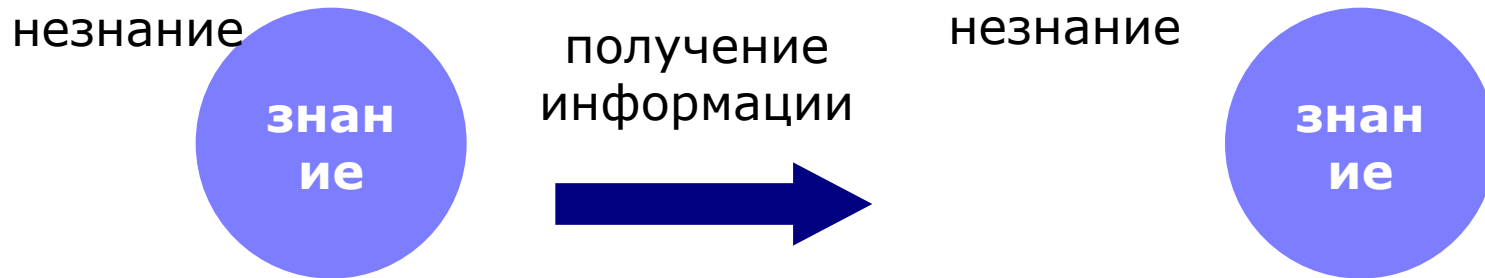 незнание
знан
ие
получение
информации
незнание
знан
ие